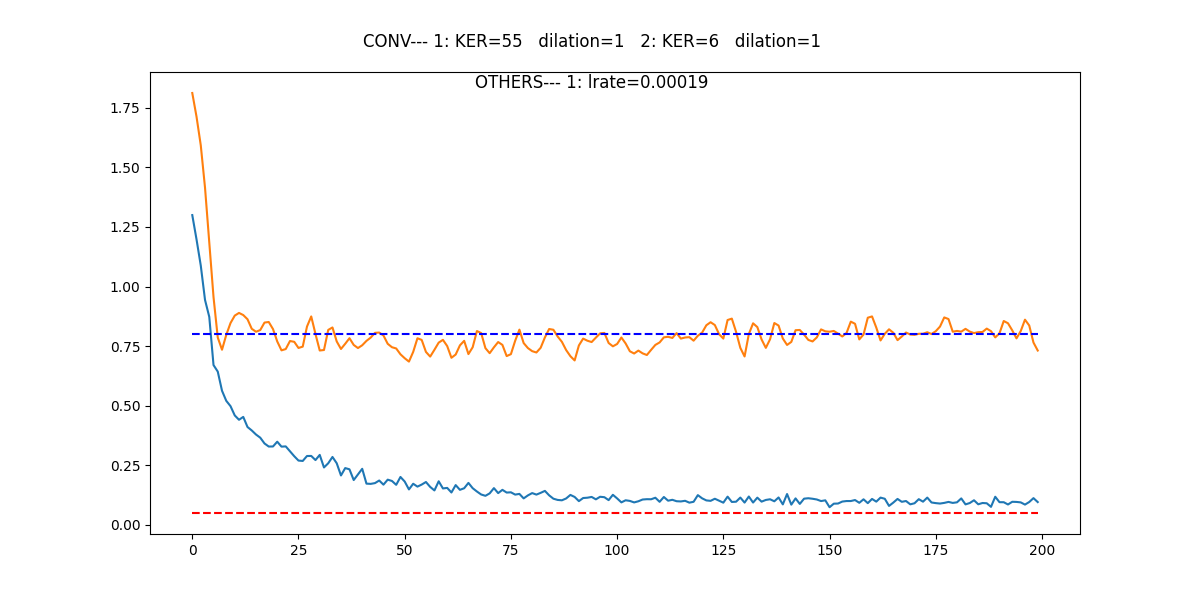 CONV--- 1: KER=55   dilation=1   2: KER=6   dilation=1
OTHERS--- 1: lrate=0.00019
1.75
1.50
1.25
1.00
0.75
0.50
0.25
0.00
0 25 50 75 100 125 150 175 200